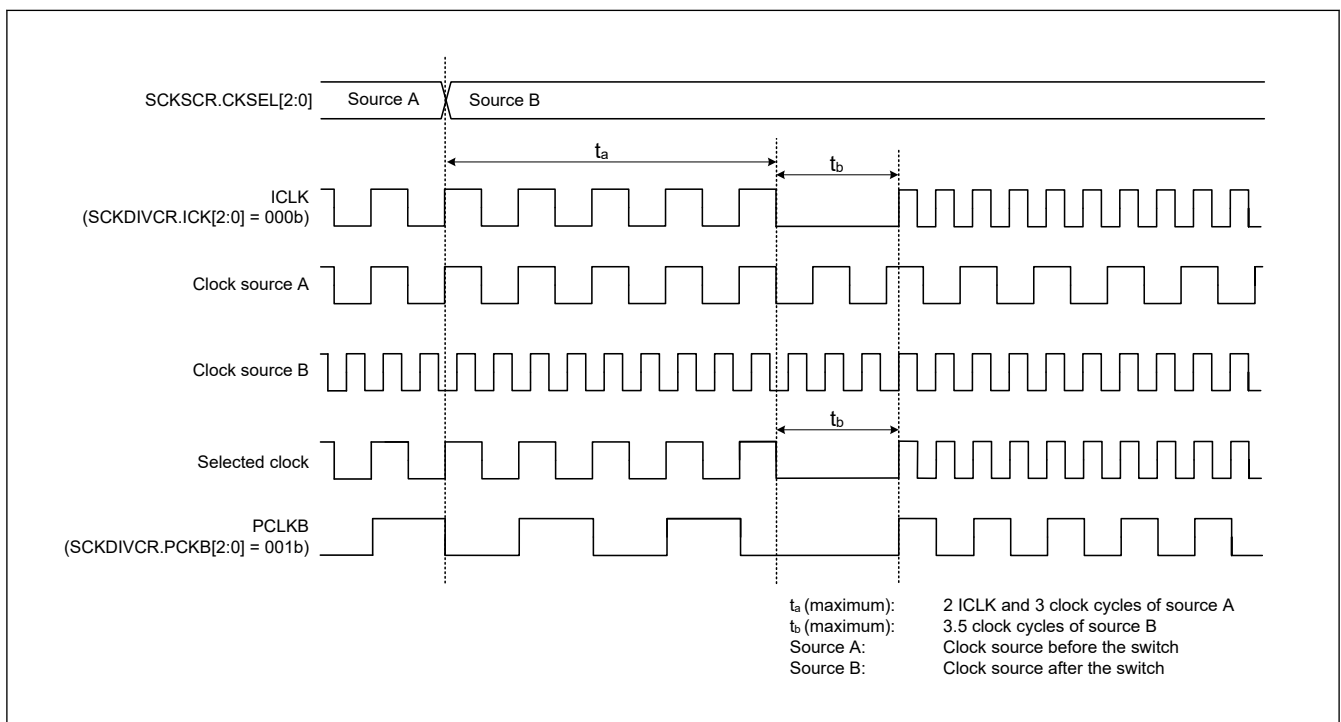 SCKSCR.CKSEL[2:0] Source A Source B
ta
tb
ICLK
(SCKDIVCR.ICK[2:0] = 000b)
Clock source A
Clock source B
tb
Selected clock
PCLKB
(SCKDIVCR.PCKB[2:0] = 001b)
ta (maximum): 2 ICLK and 3 clock cycles of source A
tb (maximum): 3.5 clock cycles of source B
Source A: Clock source before the switch
Source B: Clock source after the switch